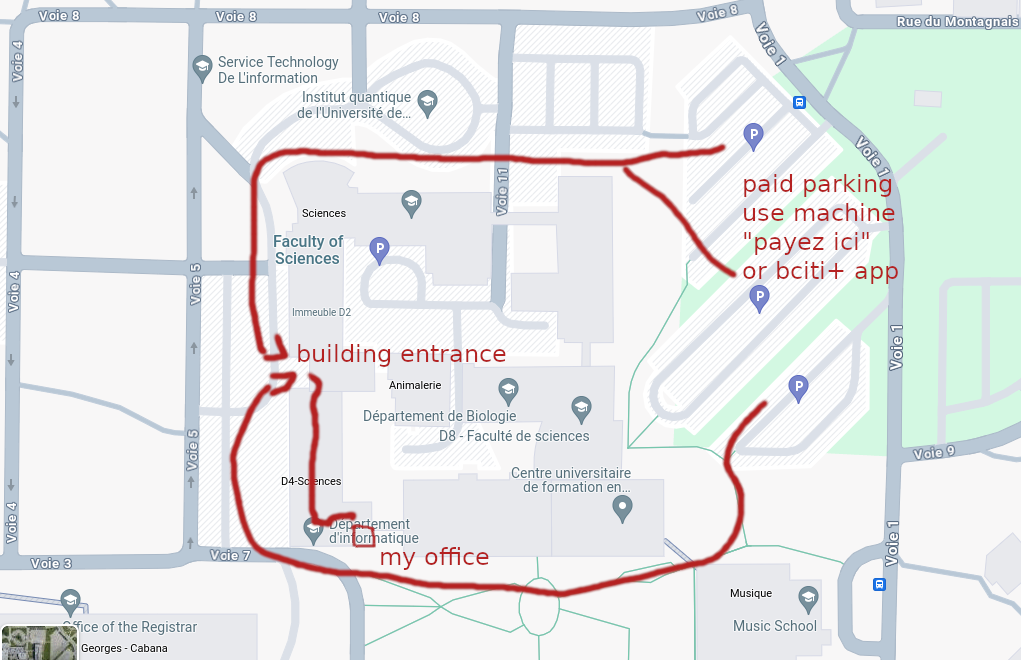 Voie 8
Voie 8
Voie 8
Voie 8
Rue du Montagnais
Voie 4
Voie 1
Service Technology
De L'information
Institut quantique
de l'Université de...
P
Voie 1
Voie 11
paid parking
use machine
"payez ici"
or bciti+ app
Sciences
Faculty of
Sciences
P
Voie 4
Voie 5
P
Immeuble D2
building entrance
Voie 1
Animalerie
P
Département de Biologie
D8 - Faculté de sciences
Voie 5
Voie 9
Centre universitaire
de formation en...
D4-Sciences
Voie 4
Département
d'informatique
my office
Voie 1
Voie 3
Voie 7
Musique
Music School
Office of the Registrar
Georges - Cabana